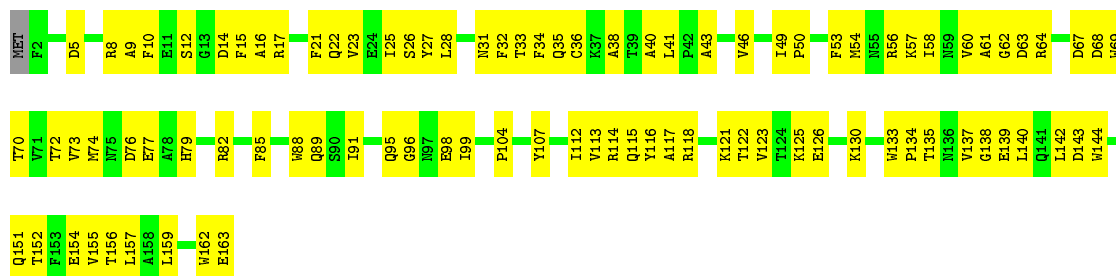 MET F2 D5 R8 A9 F10 E11 S12 G13 D14 F15 A16 R17 F21 Q22 V23 E24 I25 S26 Y27 L28 N31 F32 T33 F34 Q35 C36 K37 A38 T39 A40 L41 P42 A43 V46 I49 P50 F53 M54 N55 R56 K57 I58 N59 V60 A61 G62 D63 R64 D67 D68
T70 V71 T72 V73 M74 N75 D76 E77 A78 H79 R82 F85 W88 Q89 S90 I91 Q95 G96 N97 E98 I99 P104 Y107 I112 V113 R114 Q115 Y116 A117 R118 K121 T122 V123 T124 K125 E126 K130 W133 P134 T135 N136 V137 G138 E139 L140 Q141 L142 D143 W144
Q151 T152 F153 E154 V155 T156 L157 A158 L159 W162 E163